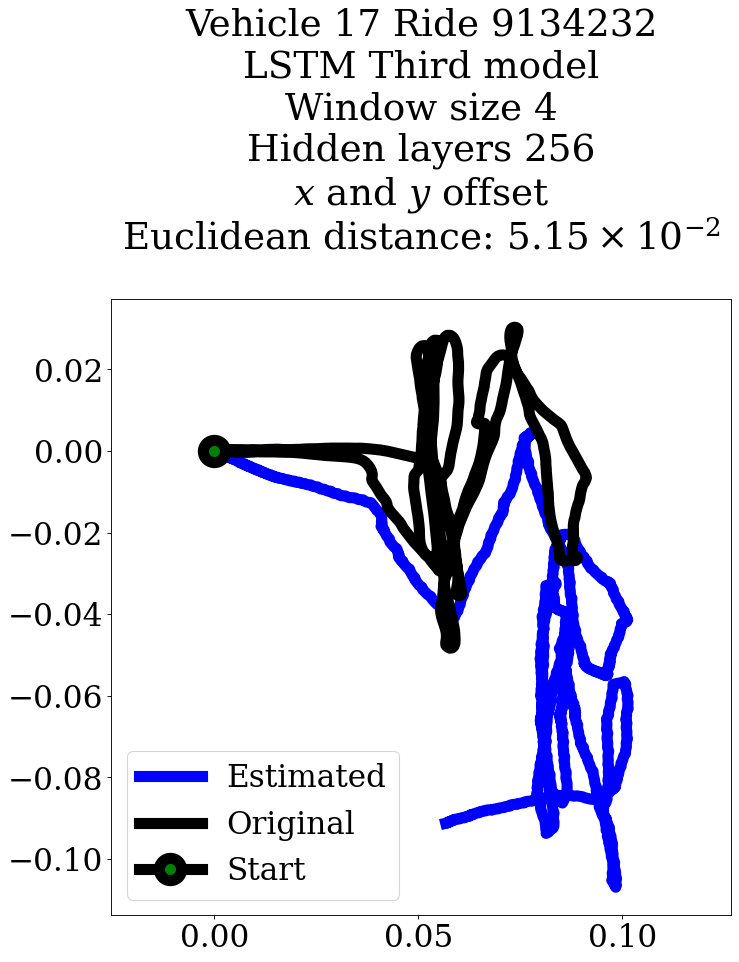 Vehicle 17 Ride 9134232
LSTM Third model
Window size 4
Hidden layers 256
x and y offset
Euclidean distance: 5.15 × 10⁻²
0.02
0.00
−0.02
−0.04
−0.06
−0.08
−0.10
Estimated
Original
Start
0.00 0.05 0.10